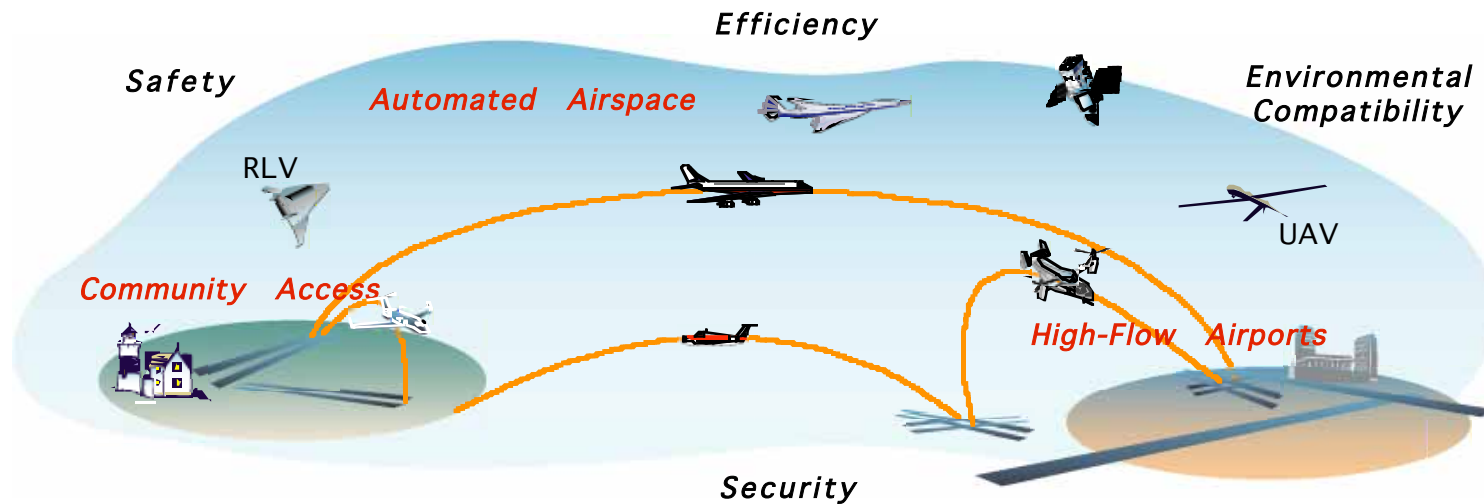 Efficiency
Safety
Automated Airspace
Environmental
Compatibility
RLV
UAV
Community Access
High-Flow Airports
Security